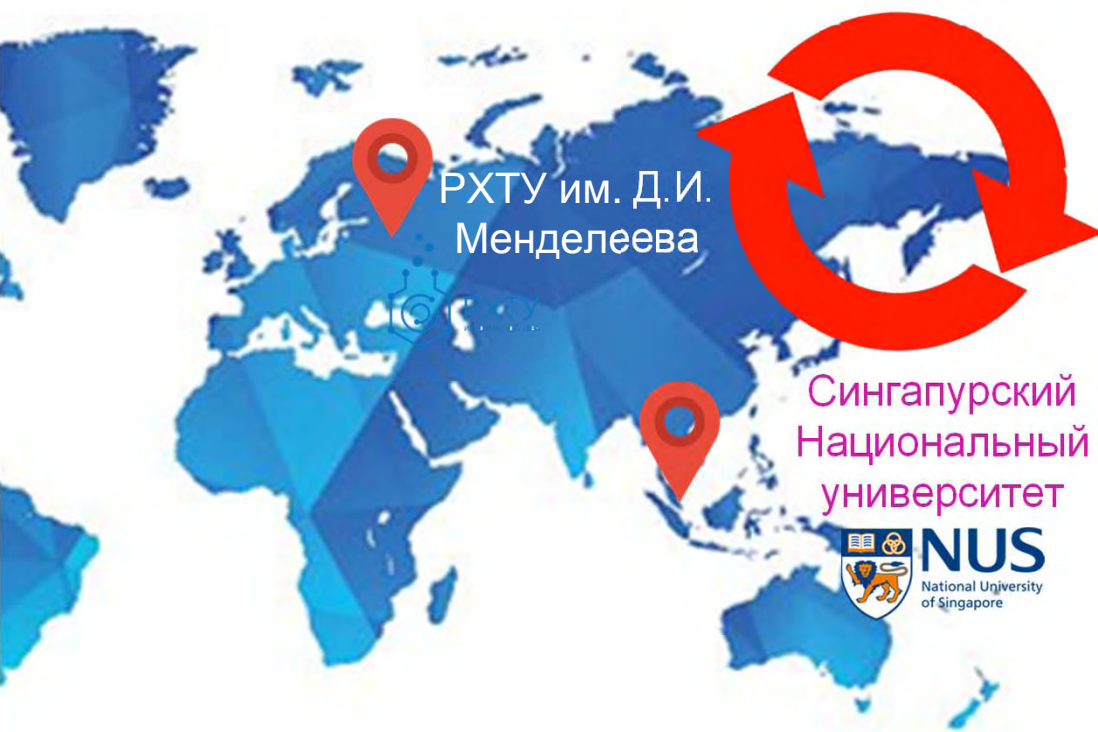 РХТУ им. Д.И.
Менделеева
Сингапурский
Национальный
университет
NUS
National University
of Singapore